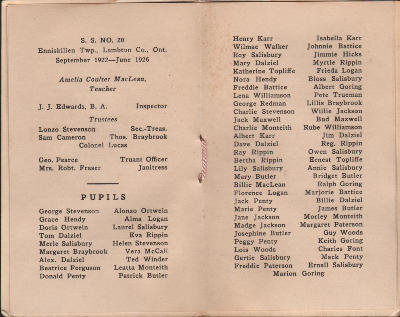 S. S. NO. 20
Enniskillen Twp., Lambton Co., Ont.
September 1922—June 1926
Amelia Coulter MacLean,
Teacher
J. J. Edwards, B. A. Inspector
Trustees
Lonzo Stevenson Sec.-Treas.
Sam Cameron Thos. Braybrook
Colonel Lucas
Geo. Pearce Truant Officer
Mrs. Robt. Fraser Janitress
PUPILS
George Stevenson Alonzo Ortwein
Grace Hendy Alma Logan
Doris Ortwein Laurel Salisbury
Tom Dalziel Eva Rippin
Merle Salisbury Helen Stevenson
Margaret Braybrook Vera McCall
Alex. Dalziel Ted Winder
Beatrice Ferguson Leatta Monteith
Donald Penty Patrick Butler
Henry Karr Isabella Karr
Wilmae Walker Johnnie Battice
Roy Salisbury Jimmie Hicks
Mary Dalziel Myrtle Rippin
Katherine Topliffe Frieda Logan
Nora Hendy Bloss Salisbury
Freddie Battice Albert Goring
Lena Williamson Pete Trueman
George Redman Lillis Braybrook
Charlie Stevenson Willie Jackson
Jack Maxwell Bud Maxwell
Charlie Monteith Rube Williamson
Albert Karr Jim Dalziel
Dave Dalziel Reg. Rippin
Ray Rippin Owen Salisbury
Bertha Rippin Ernest Topliffe
Lily Salisbury Annie Salisbury
Mary Butler Bridget Butler
Billie MacLean Ralph Goring
Florence Logan Marjorie Battice
Jack Penty Billie Dalziel
Marie Penty James Butler
Jane Jackson Morley Monteith
Madge Jackson Margaret Paterson
Josephine Butler Guy Woods
Peggy Penty Keith Goring
Lois Woods Charles Font
Gertie Salisbury Mack Penty
Freddie Paterson Ernell Salisbury
Marion Goring